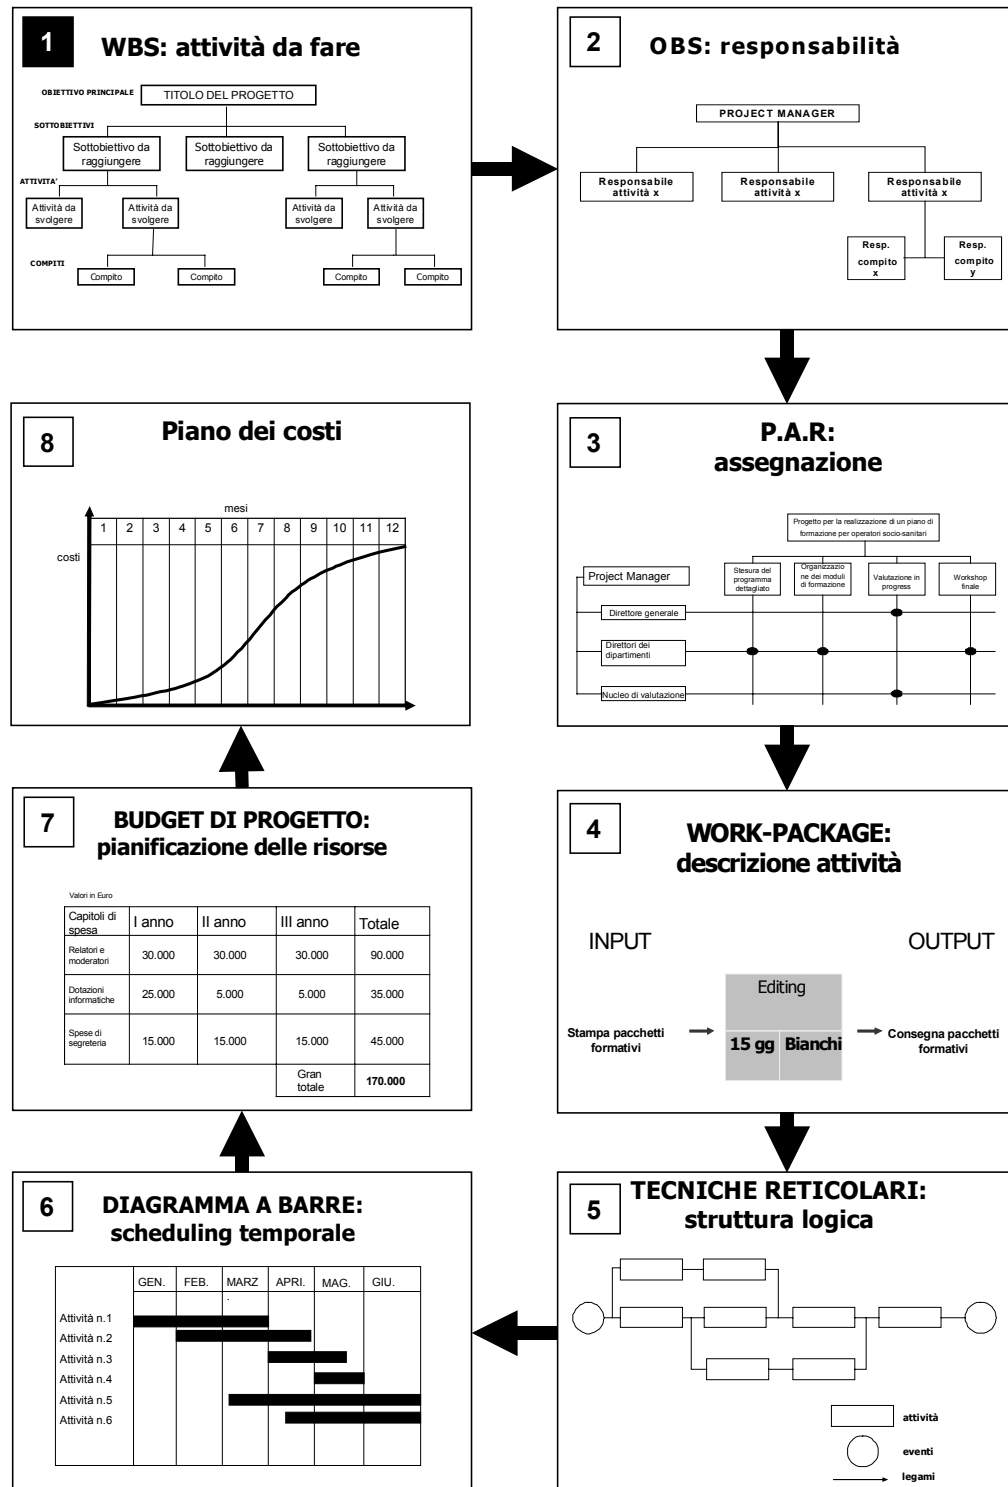 1
WBS: attività da fare
OBIETTIVO PRINCIPALE
TITOLO DEL PROGETTO
SOTTOBIETTIVI
Sottobiettivo da
raggiungere
Sottobiettivo da
raggiungere
Sottobiettivo da
raggiungere
ATTIVITA'
Attività da
svolgere
Attività da
svolgere
Attività da
svolgere
Attività da
svolgere
COMPITI
Compito
Compito
Compito
Compito
2
OBS: responsabilità
PROJECT MANAGER
Responsabile
attività x
Responsabile
attività x
Responsabile
attività x
Resp.
compito
x
Resp.
compito
y
3
P.A.R:
assegnazione
Progetto per la realizzazione di un piano di
formazione per operatori socio-sanitari
Project Manager
Stesura del
programma
dettagliato
Organizzazio
ne dei moduli
di formazione
Valutazione in
progress
Workshop
finale
Direttore generale
Direttori dei
dipartimenti
Nucleo di valutazione
4
WORK-PACKAGE:
descrizione attività
INPUT
OUTPUT
Editing
Stampa pacchetti
formativi
15 gg
Bianchi
Consegna pacchetti
formativi
5
TECNICHE RETICOLARI:
struttura logica
attività
eventi
legami
6
DIAGRAMMA A BARRE:
scheduling temporale
GEN. FEB. MARZ. APRI. MAG. GIU.
Attività n.1
Attività n.2
Attività n.3
Attività n.4
Attività n.5
Attività n.6
7
BUDGET DI PROGETTO:
pianificazione delle risorse
Valori in Euro
Capitoli di
spesa
I anno II anno III anno Totale
Relatori e
moderatori
30.000 30.000 30.000 90.000
Dotazioni
informatiche
25.000 5.000 5.000 35.000
Spese di
segreteria
15.000 15.000 15.000 45.000
Gran
totale
170.000
8
Piano dei costi
mesi
1 2 3 4 5 6 7 8 9 10 11 12
costi